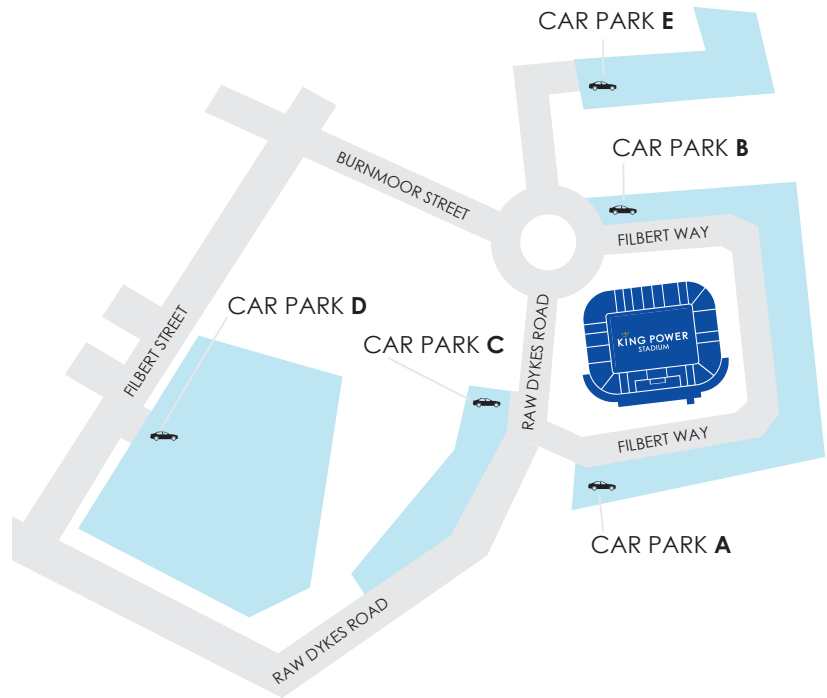 CAR PARK E
CAR PARK B
BURNMOOR STREET
FILBERT WAY
CAR PARK D
RAW DYKES ROAD
KING POWER
STADIUM
CAR PARK C
FILBERT STREET
FILBERT WAY
CAR PARK A
RAW DYKES ROAD